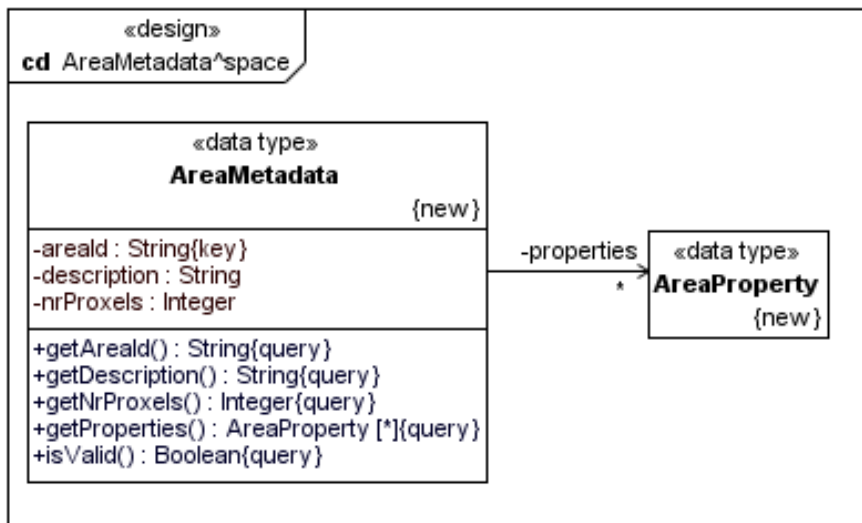 «design»
cd AreaMetadata^space
«data type»
AreaMetadata
{new}
-areaId : String{key}
-description : String
-nrProxels : Integer
+getAreaId() : String{query}
+getDescription() : String{query}
+getNrProxels() : Integer{query}
+getProperties() : AreaProperty [*]{query}
+isValid() : Boolean{query}
-properties
*
«data type»
AreaProperty
{new}